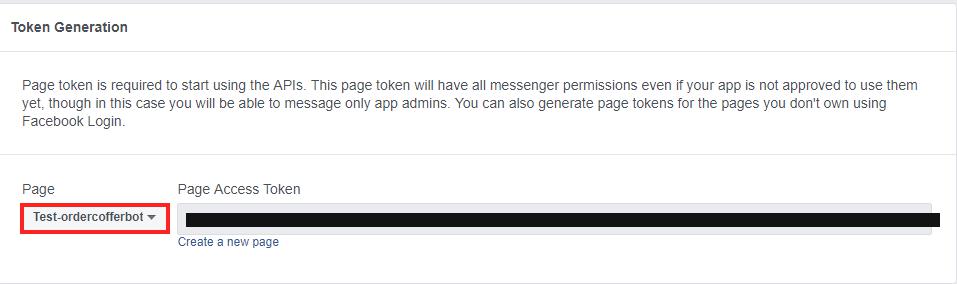 Token Generation
Page token is required to start using the APIs. This page token will have all messenger permissions even if your app is not approved to use them
yet, though in this case you will be able to message only app admins. You can also generate page tokens for the pages you don't own using
Facebook Login.
Page Page Access Token
Test-ordercofferbot
Create a new page